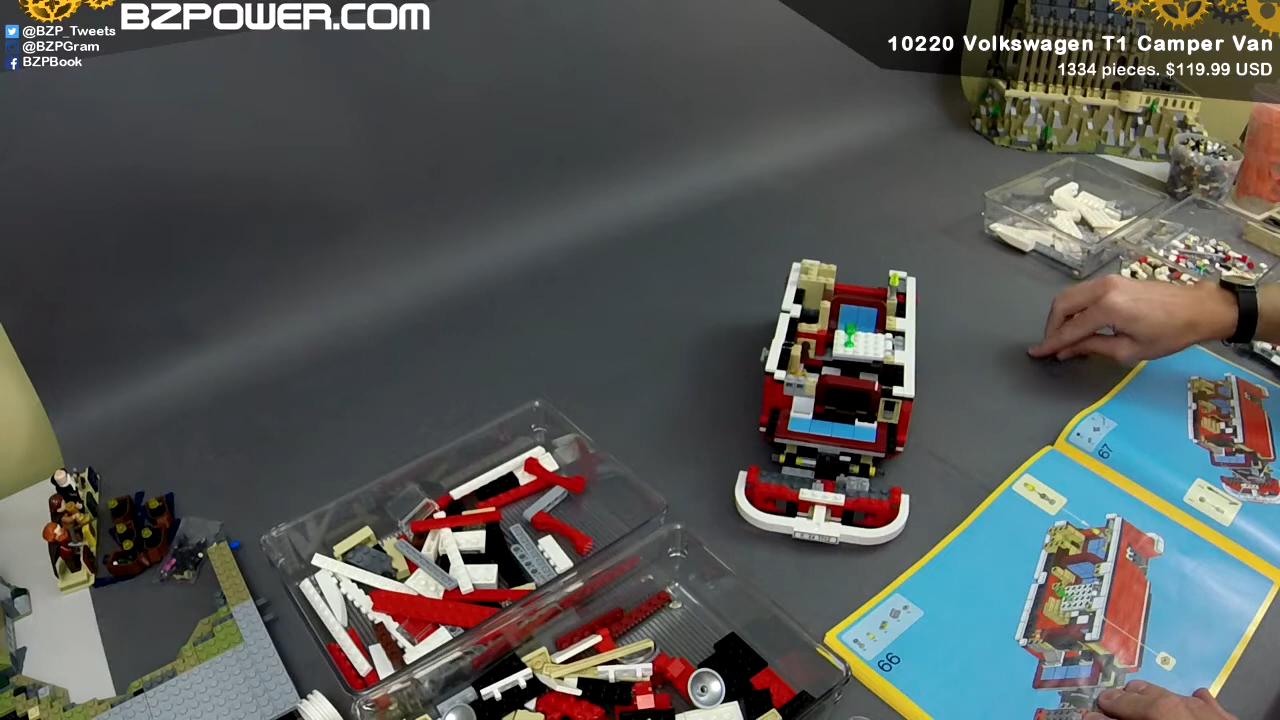 BZPOWER.COM
@BZP_Tweets
@BZPGram
BZPBook
10220 Volkswagen T1 Camper Van
1334 pieces. $119.99 USD
67
66